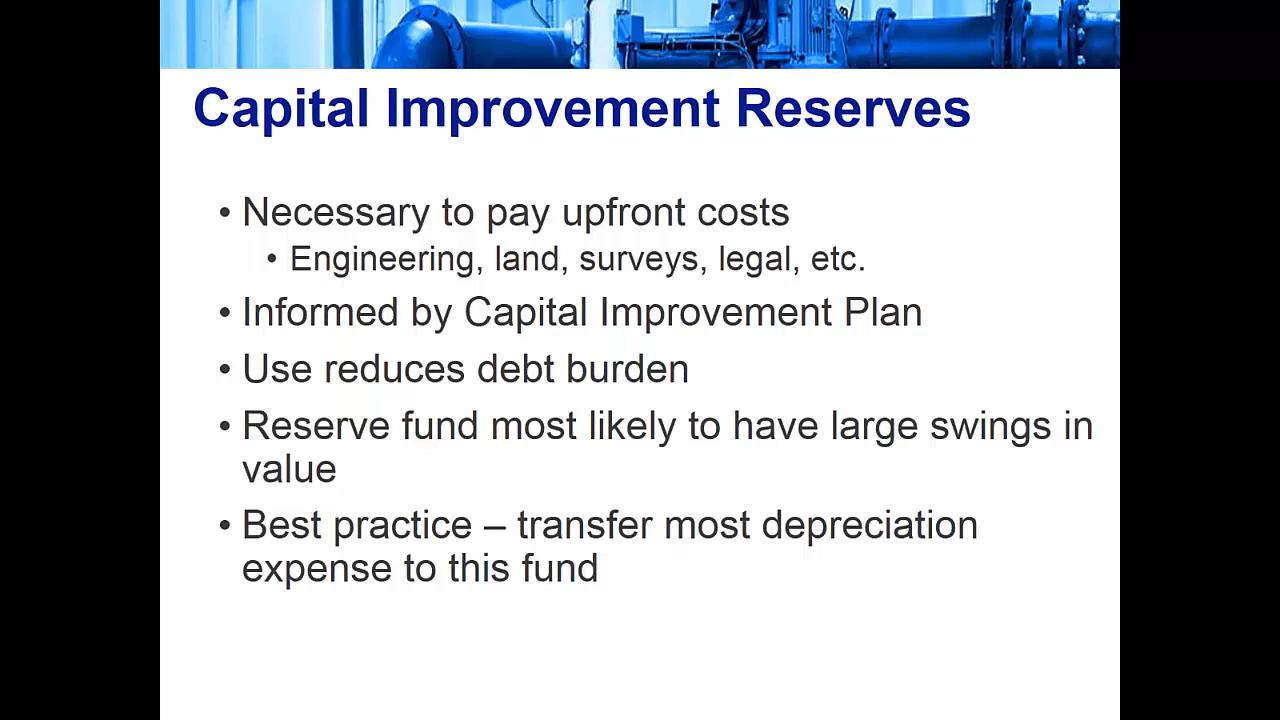 Capital Improvement Reserves
• Necessary to pay upfront costs
• Engineering, land, surveys, legal, etc.
• Informed by Capital Improvement Plan
• Use reduces debt burden
• Reserve fund most likely to have large swings in
value
• Best practice – transfer most depreciation
expense to this fund